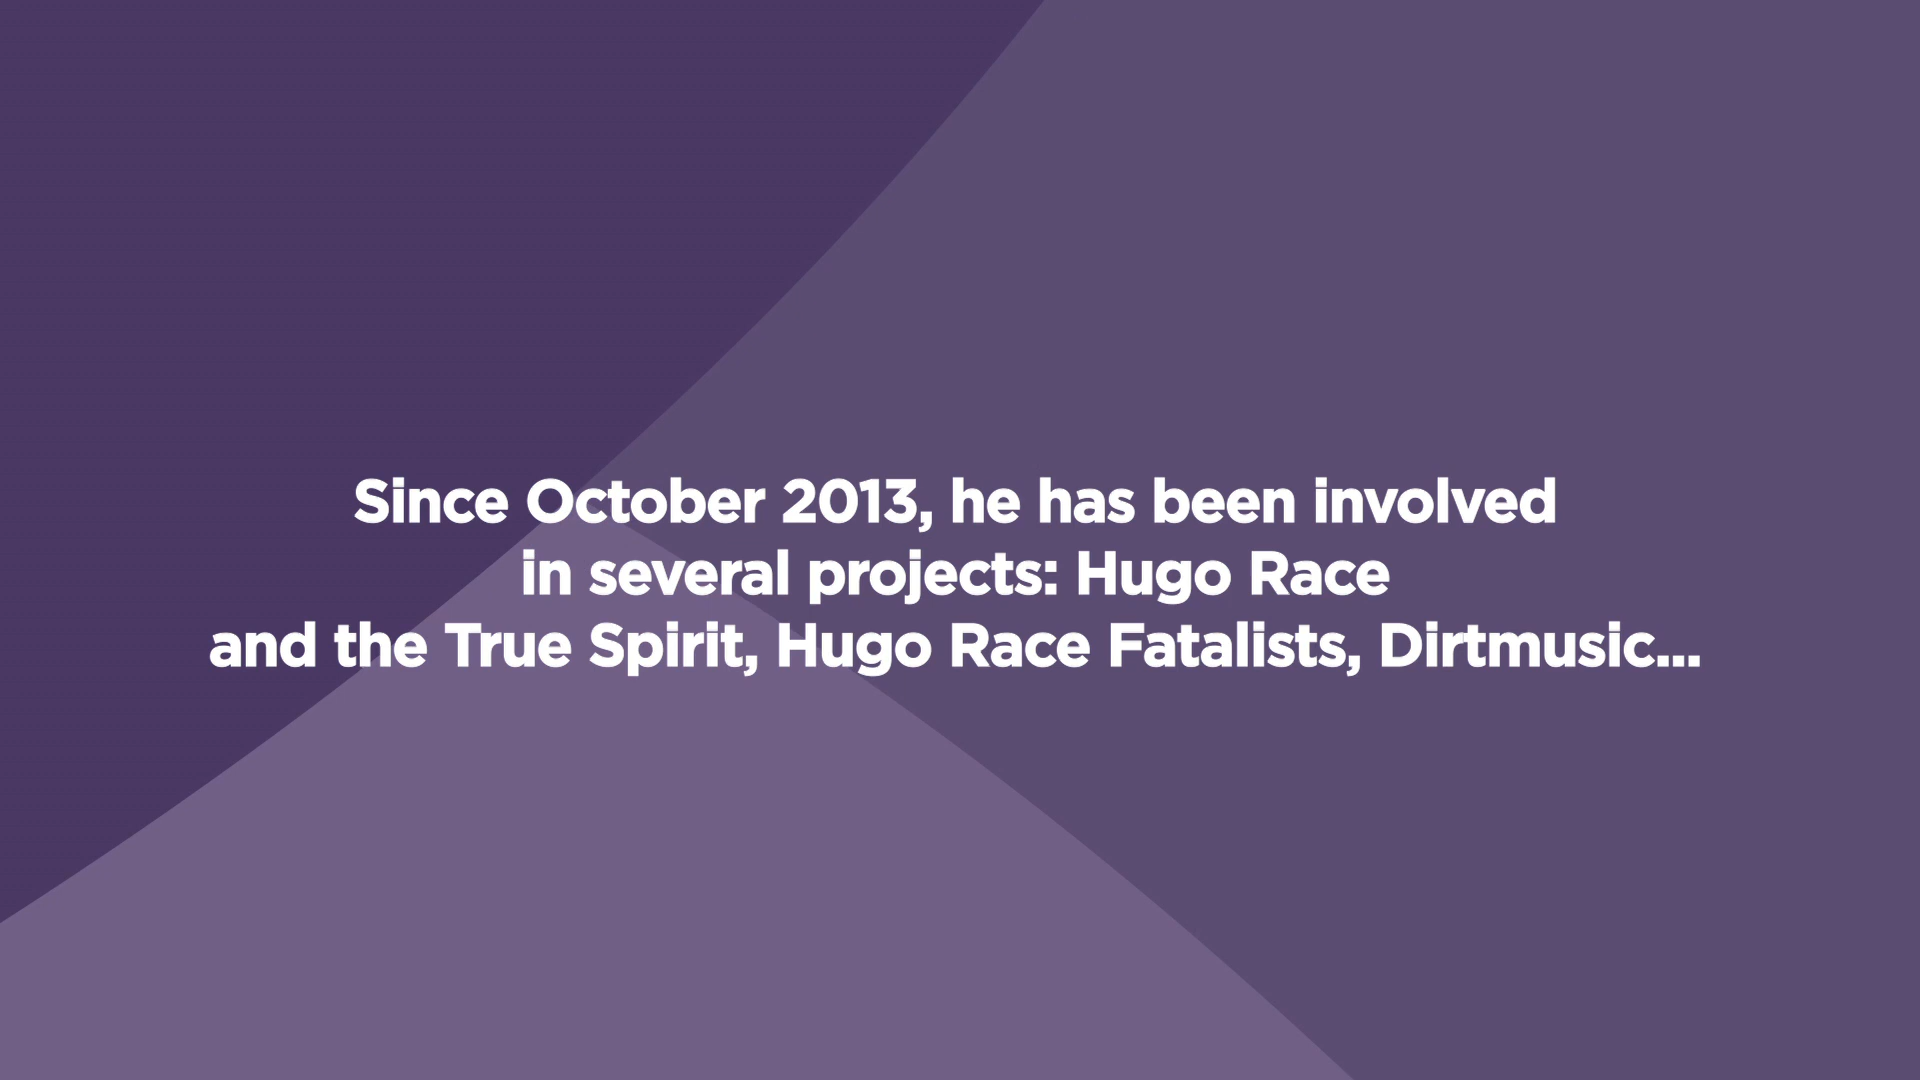 Since October 2013, he has been involved
in several projects: Hugo Race
and the True Spirit, Hugo Race Fatalists, Dirtmusic...